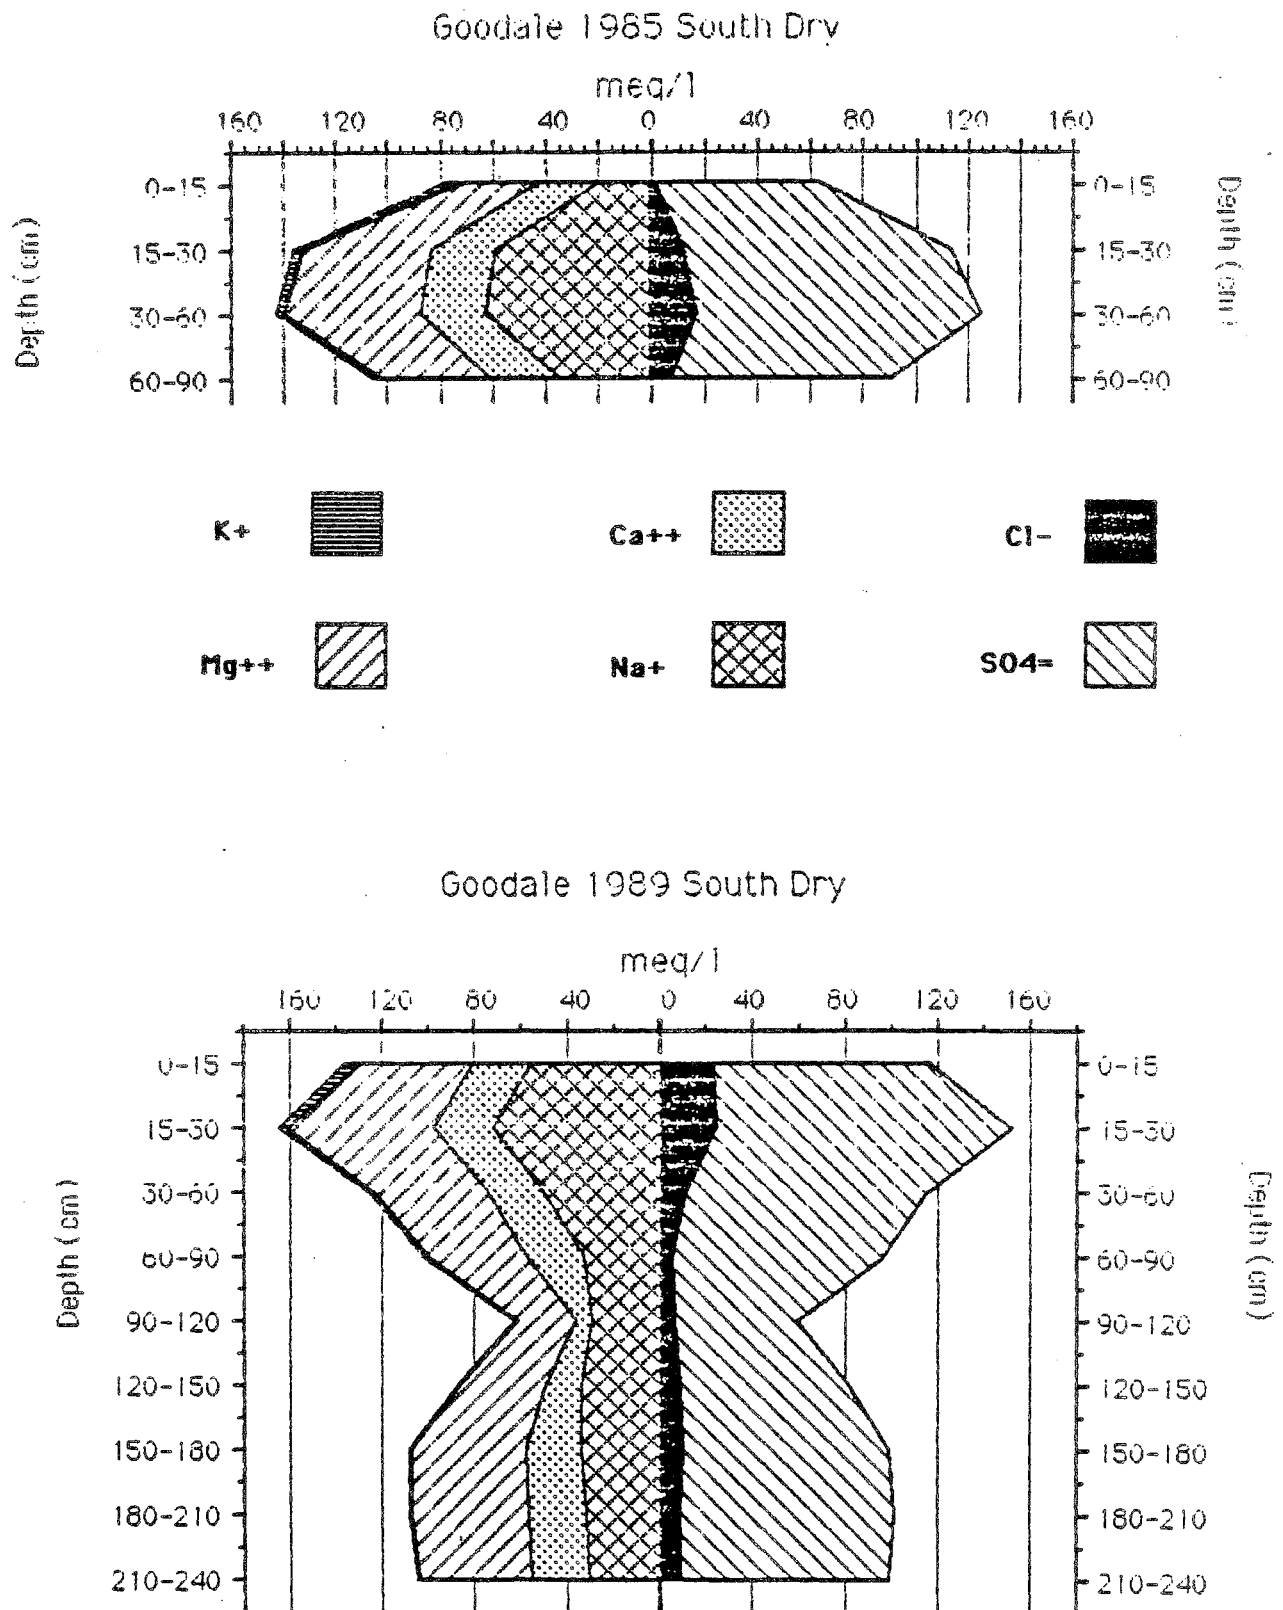 Goodale 1985 South Dry
meq/l
160 120 80 40 0 40 80 120 160
Depth (cm)
0-15 0-15
15-30 15-30
30-60 30-60
60-90 60-90
Depth (cm)
K+ Ca++ Cl-
Mg++ Na+ SO4=
Goodale 1989 South Dry
meq/l
160 120 80 40 0 40 80 120 160
Depth (cm)
0-15 0-15
15-30 15-30
30-60 30-60
60-90 60-90
90-120 90-120
120-150 120-150
150-180 150-180
180-210 180-210
210-240 210-240
Depth (cm)